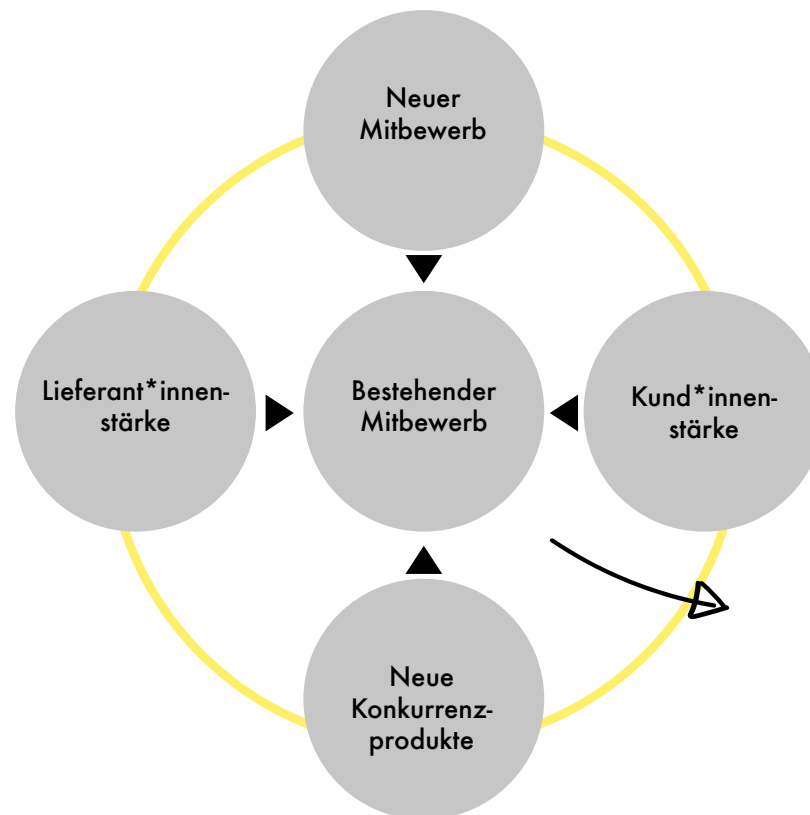 Neuer
Mitbewerb
Lieferant*innen-
stärke
Bestehender
Mitbewerb
Kund*innen-
stärke
Neue
Konkurrenz-
produkte